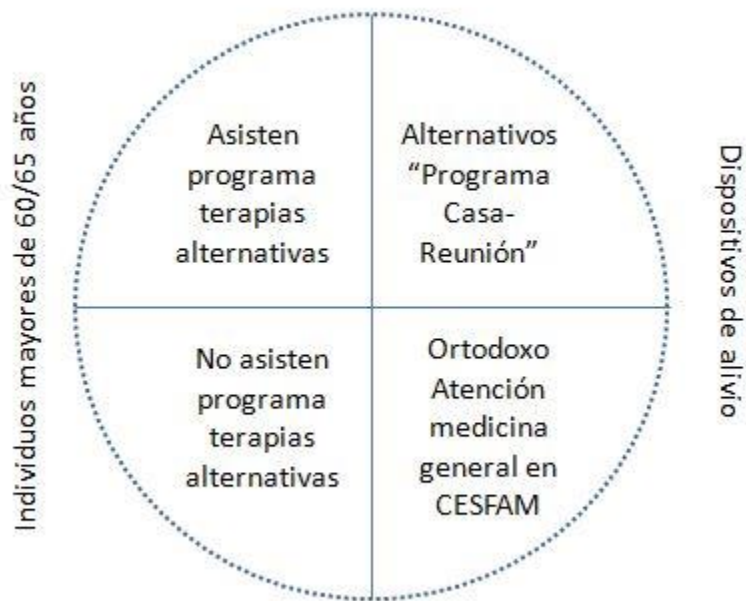 Individuos mayores de 60/65 años
Asisten
programa
terapias
alternativas
Alternativos
“Programa
Casa-
Reunión”
No asisten
programa
terapias
alternativas
Ortodoxo
Atención
medicina
general en
CESFAM
Dispositivos de alivio